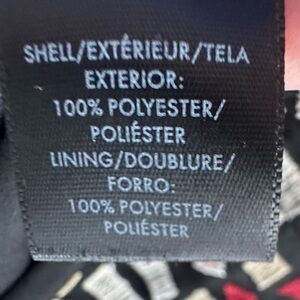 SHELL/EXTÉRIEUR/TELA
EXTERIOR:
100% POLYESTER/
POLIÉSTER
LINING/DOUBLURE/
FORRO:
100% POLYESTER/
POLIÉSTER